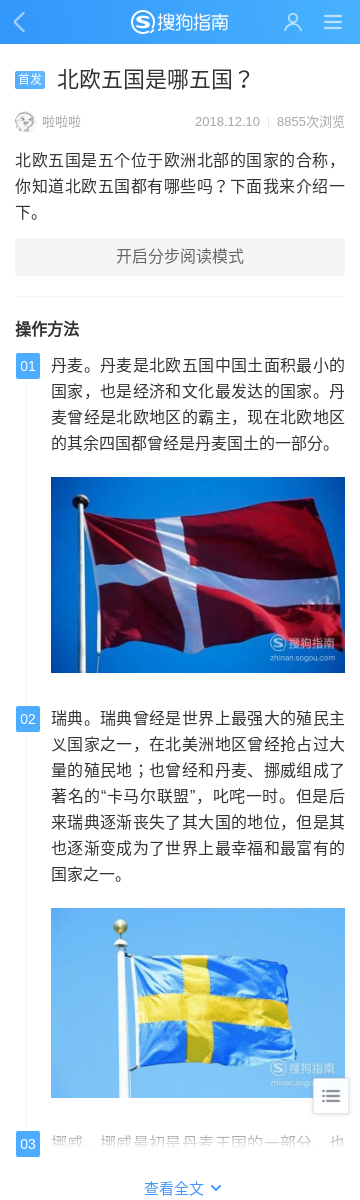 搜狗指南
首发 北欧五国是哪五国？
啦啦啦 2018.12.10 8855次浏览
北欧五国是五个位于欧洲北部的国家的合称，
你知道北欧五国都有哪些吗？下面我来介绍一
下。
开启分步阅读模式
操作方法
01 丹麦。丹麦是北欧五国中国土面积最小的
国家，也是经济和文化最发达的国家。丹
麦曾经是北欧地区的霸主，现在北欧地区
的其余四国都曾经是丹麦国土的一部分。
搜狗指南
zhinan.sogou.com
02 瑞典。瑞典曾经是世界上最强大的殖民主
义国家之一，在北美洲地区曾经抢占过大
量的殖民地；也曾经和丹麦、挪威组成了
著名的“卡马尔联盟”，叱咤一时。但是后
来瑞典逐渐丧失了其大国的地位，但是其
也逐渐变成为了世界上最幸福和最富有的
国家之一。
搜狗指南
zhinan.sogou.com
03 挪威。挪威最初是丹麦王国的一部分，也
查看全文